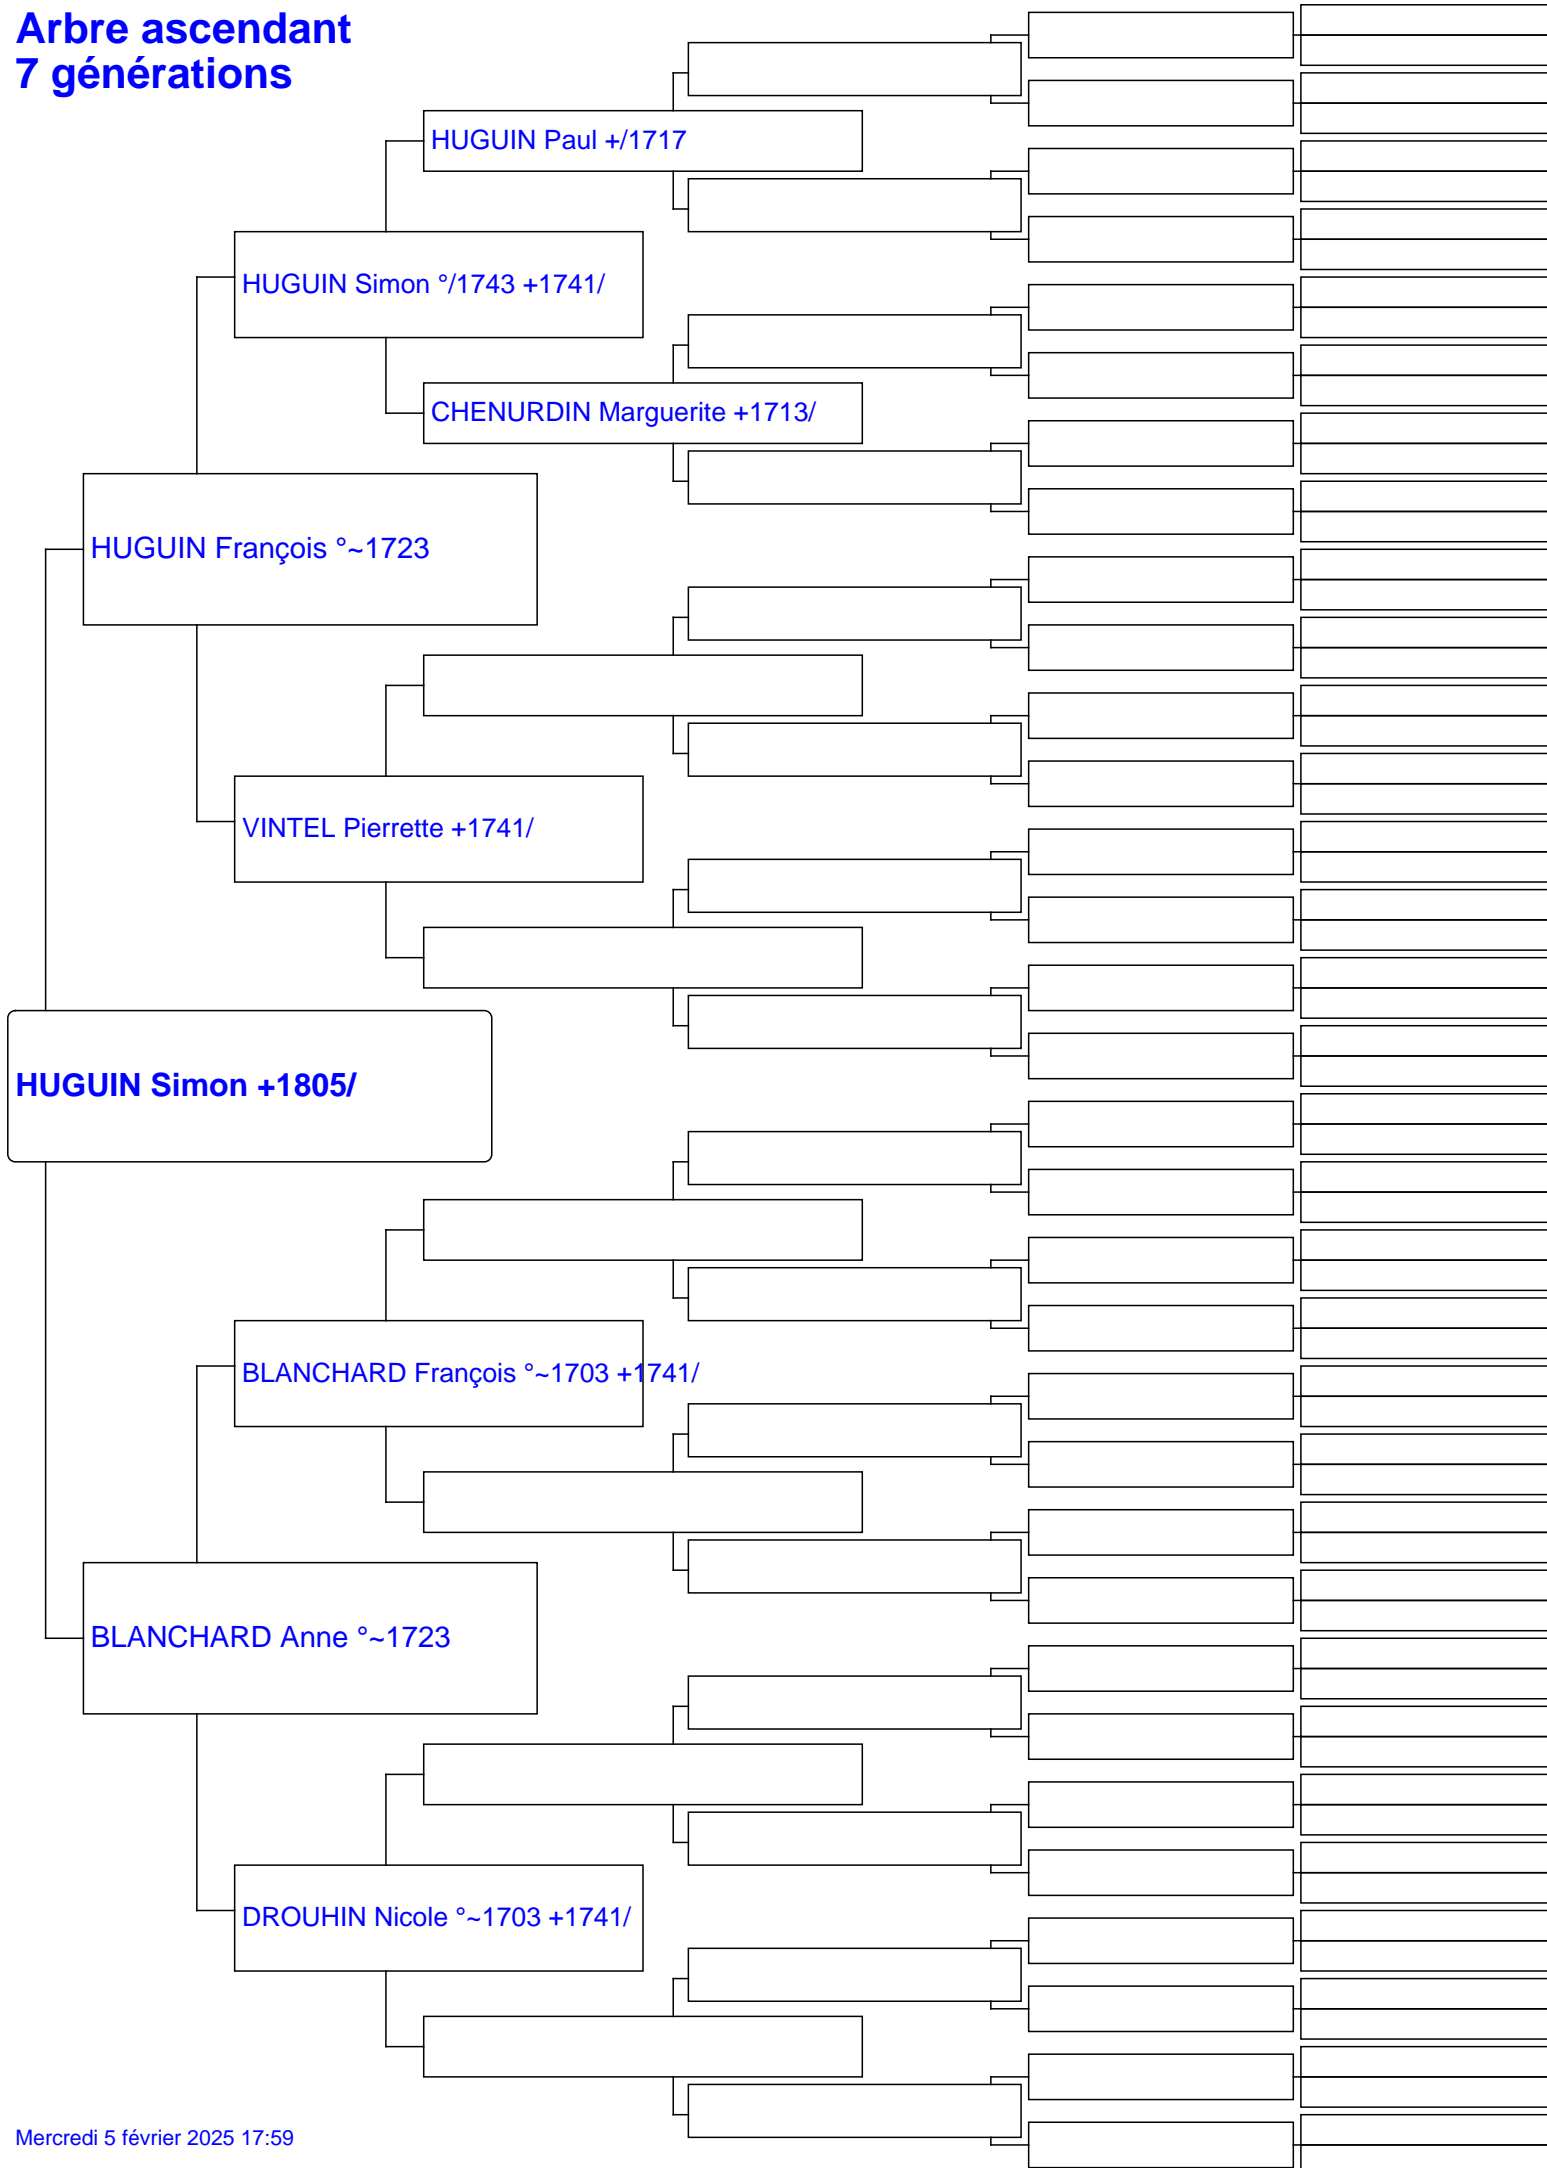 Arbre ascendant
7 générations
HUGUIN Paul +/1717
HUGUIN Simon °/1743 +1741/
CHENURDIN Marguerite +1713/
HUGUIN François °~1723
VINTEL Pierrette +1741/
HUGUIN Simon +1805/
BLANCHARD François °~1703 +1741/
BLANCHARD Anne °~1723
DROUHIN Nicole °~1703 +1741/
Mercredi 5 février 2025 17:59